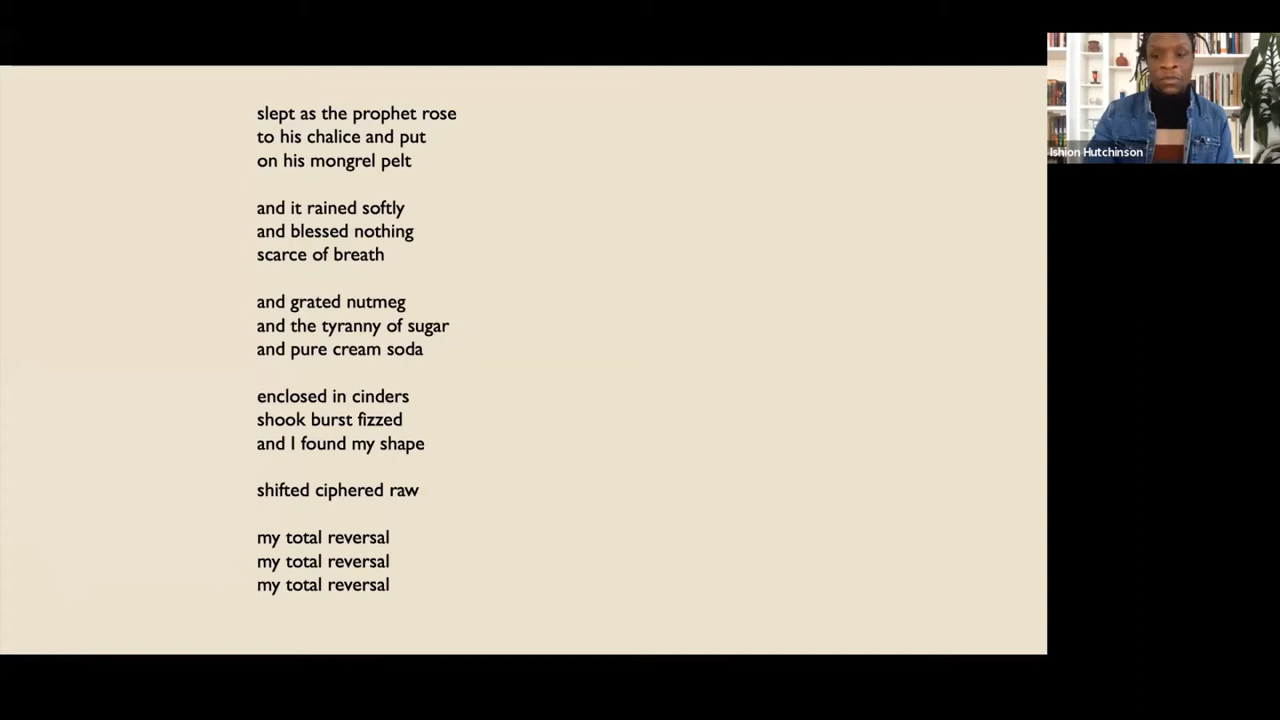 slept as the prophet rose
to his chalice and put
on his mongrel pelt
and it rained softly
and blessed nothing
scarce of breath
and grated nutmeg
and the tyranny of sugar
and pure cream soda
enclosed in cinders
shook burst fizzed
and I found my shape
shifted ciphered raw
my total reversal
my total reversal
my total reversal
Ishion Hutchinson